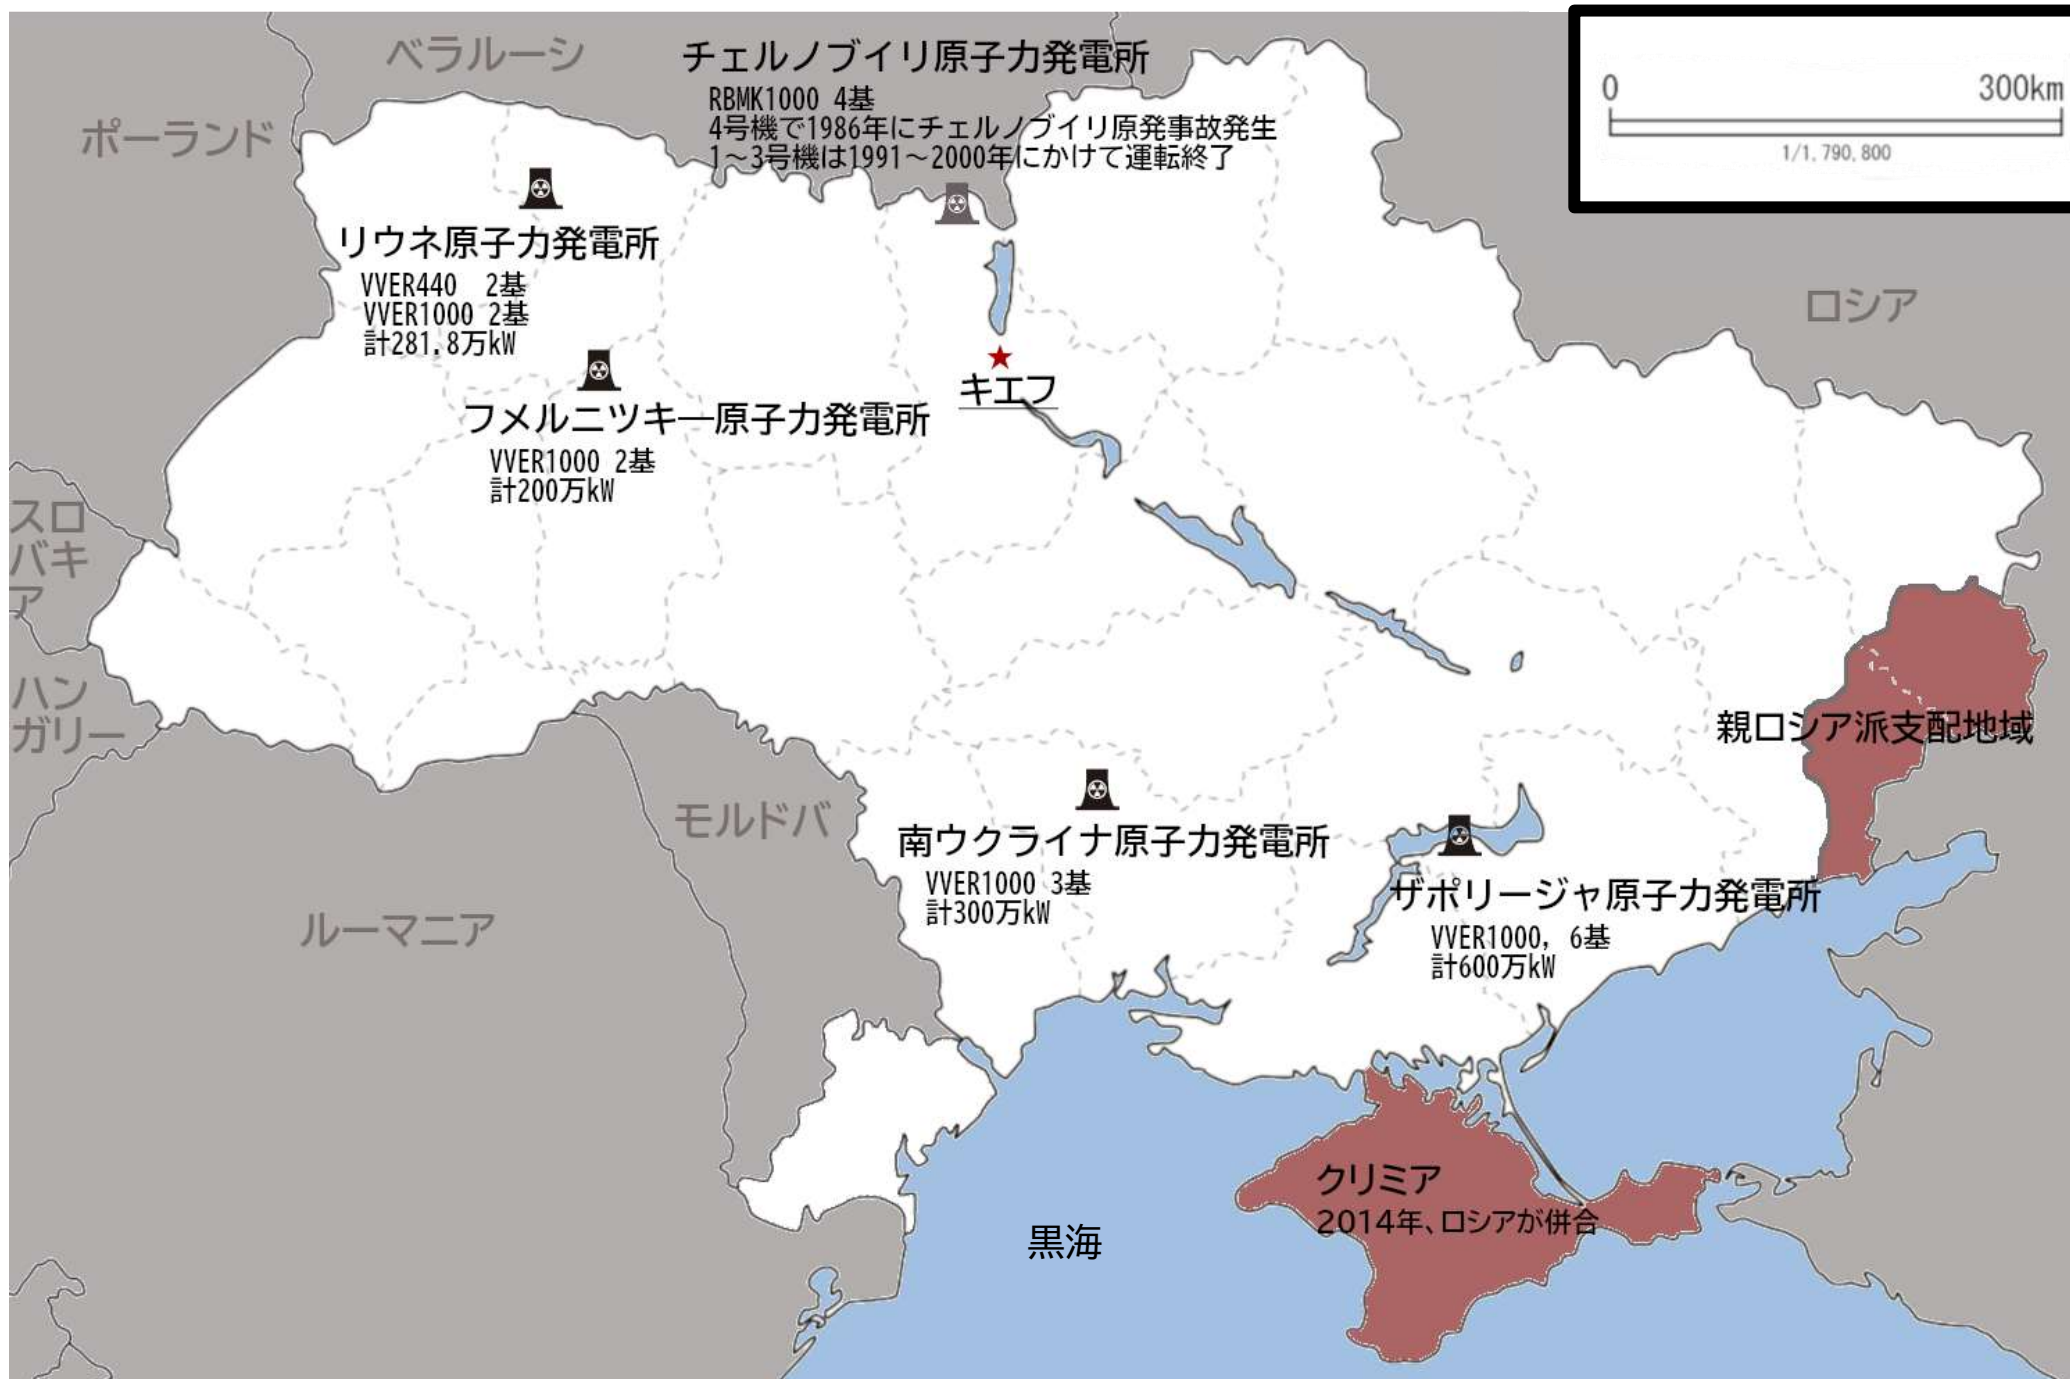 ベラルーシ
チェルノブイリ原子力発電所
RBMK1000 4基
4号機で1986年にチェルノブイリ原発事故発生
1～3号機は1991～2000年にかけて運転終了
0 300km
1/1.790,800
ポーランド
リウネ原子力発電所
VVER440 2基
VVER1000 2基
計281.8万kW
ロシア
キエフ
フメルニツキー原子力発電所
VVER1000 2基
計200万kW
スロ
バキ
ア
ハン
ガリー
親ロシア派支配地域
モルドバ
南ウクライナ原子力発電所
VVER1000 3基
計300万kW
ザポリージャ原子力発電所
VVER1000, 6基
計600万kW
ルーマニア
クリミア
2014年、ロシアが併合
黒海